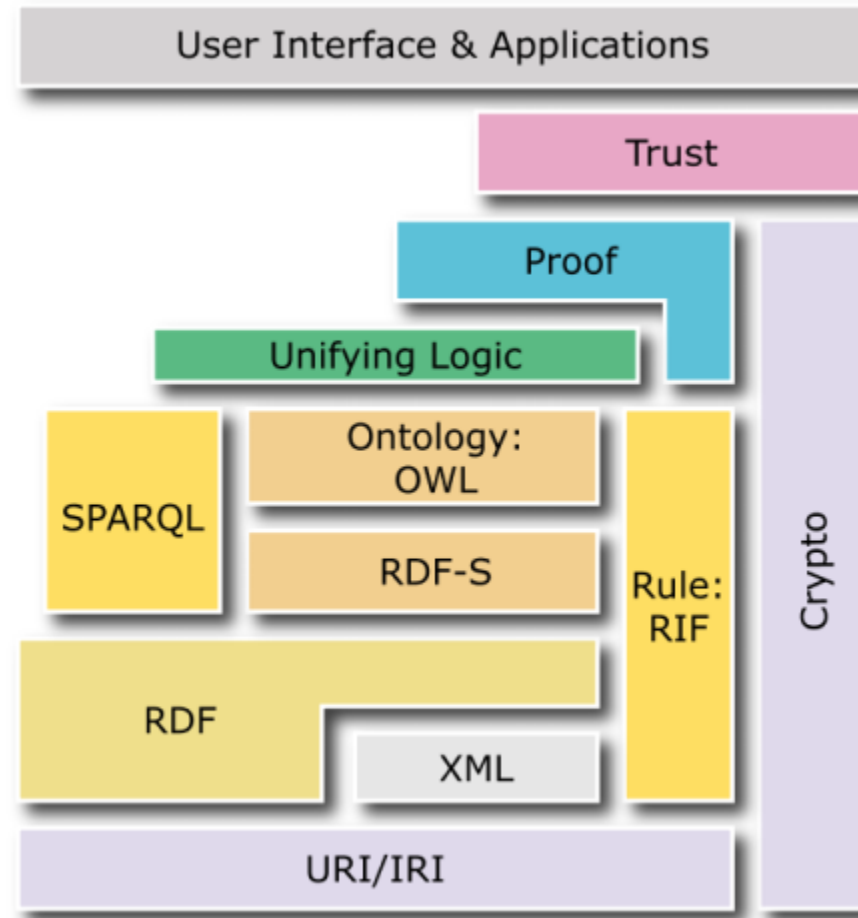 User Interface & Applications
Trust
Proof
Unifying Logic
Ontology:
OWL
SPARQL
RDF-S
Rule:
RIF
Crypto
RDF
XML
URI/IRI